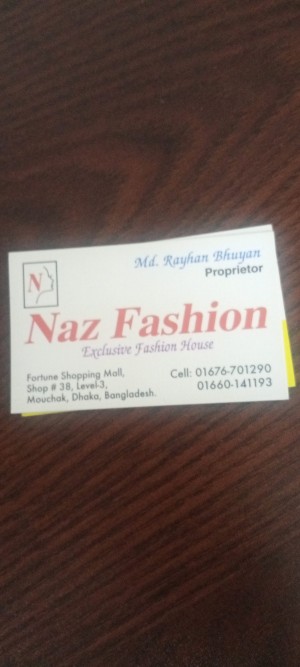 N
Md. Rayhan Bhuyan
Proprietor
Naz Fashion
Exclusive Fashion House
Fortune Shopping Mall,
Shop # 38, Level-3,
Mouchak, Dhaka, Bangladesh.
Cell: 01676-701290
01660-141193